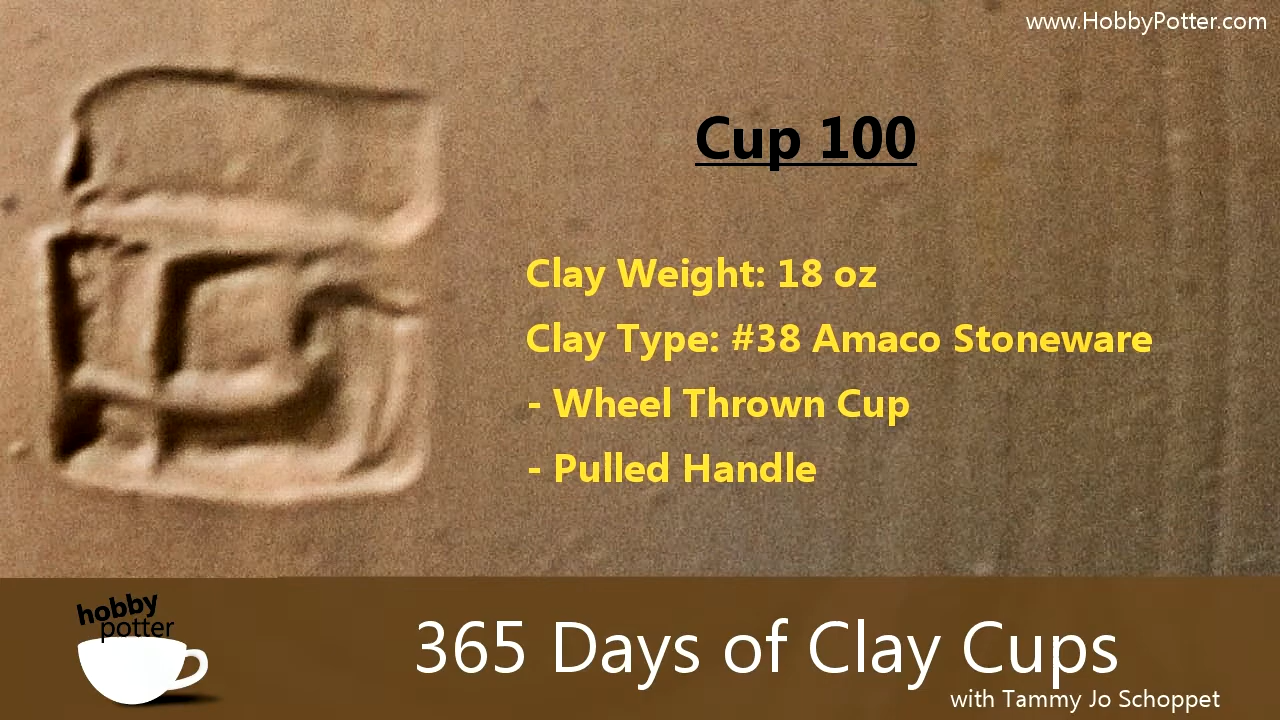 www.HobbyPotter.com
Cup 100
Clay Weight: 18 oz
Clay Type: #38 Amaco Stoneware
- Wheel Thrown Cup
- Pulled Handle
hobby
potter
365 Days of Clay Cups
with Tammy Jo Schoppet